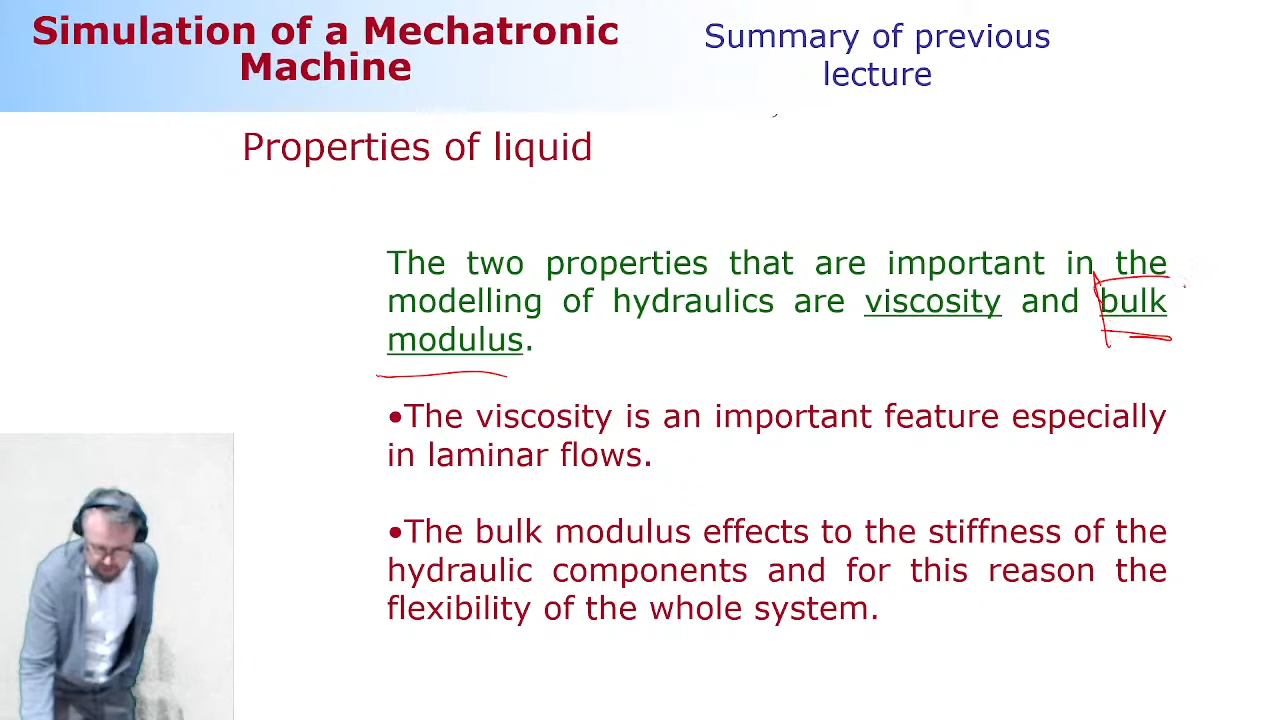 Simulation of a Mechatronic
Machine
Summary of previous
lecture
Properties of liquid
The two properties that are important in the
modelling of hydraulics are viscosity and bulk
modulus.
•The viscosity is an important feature especially
in laminar flows.
•The bulk modulus effects to the stiffness of the
hydraulic components and for this reason the
flexibility of the whole system.